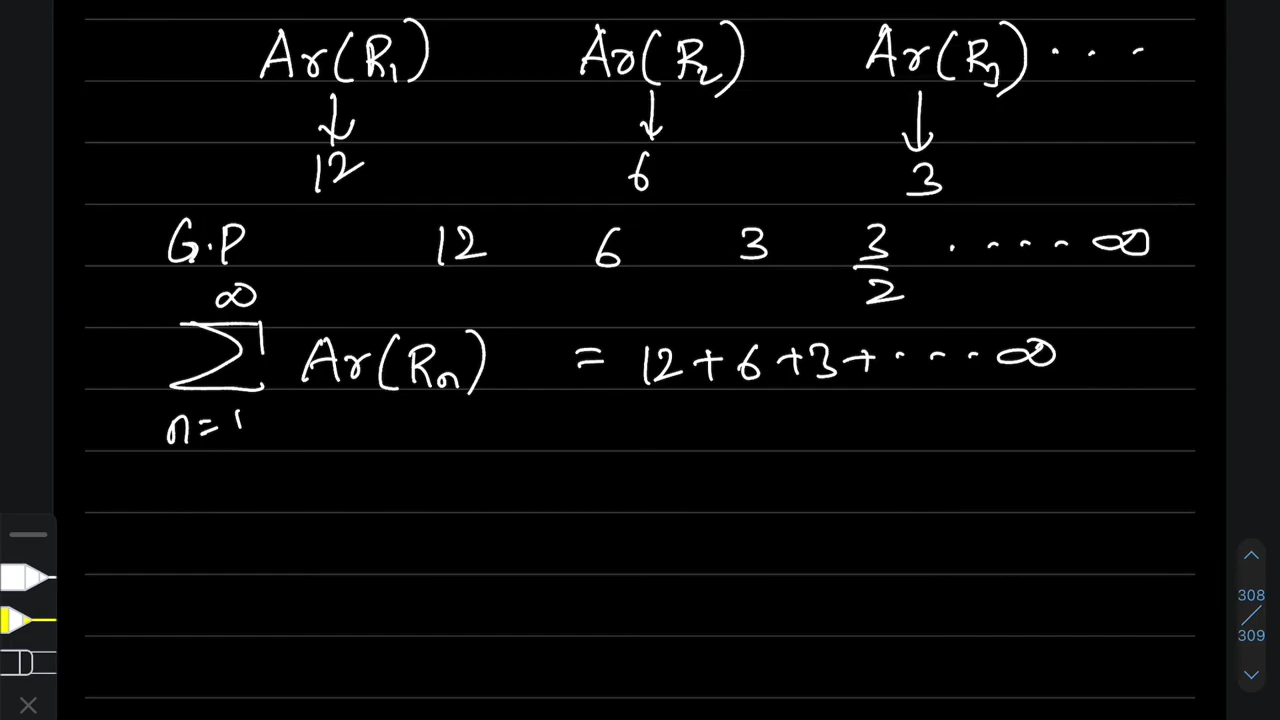 Ar(R₁) Ar(R₂) Ar(R₃) . . .
↓ ↓ ↓
12 6 3
G.P 12 6 3 3/2 . . . . . ∞
∞
∑ Ar(Rₙ) = 12 + 6 + 3 + . . . . ∞
n = 1
308
309